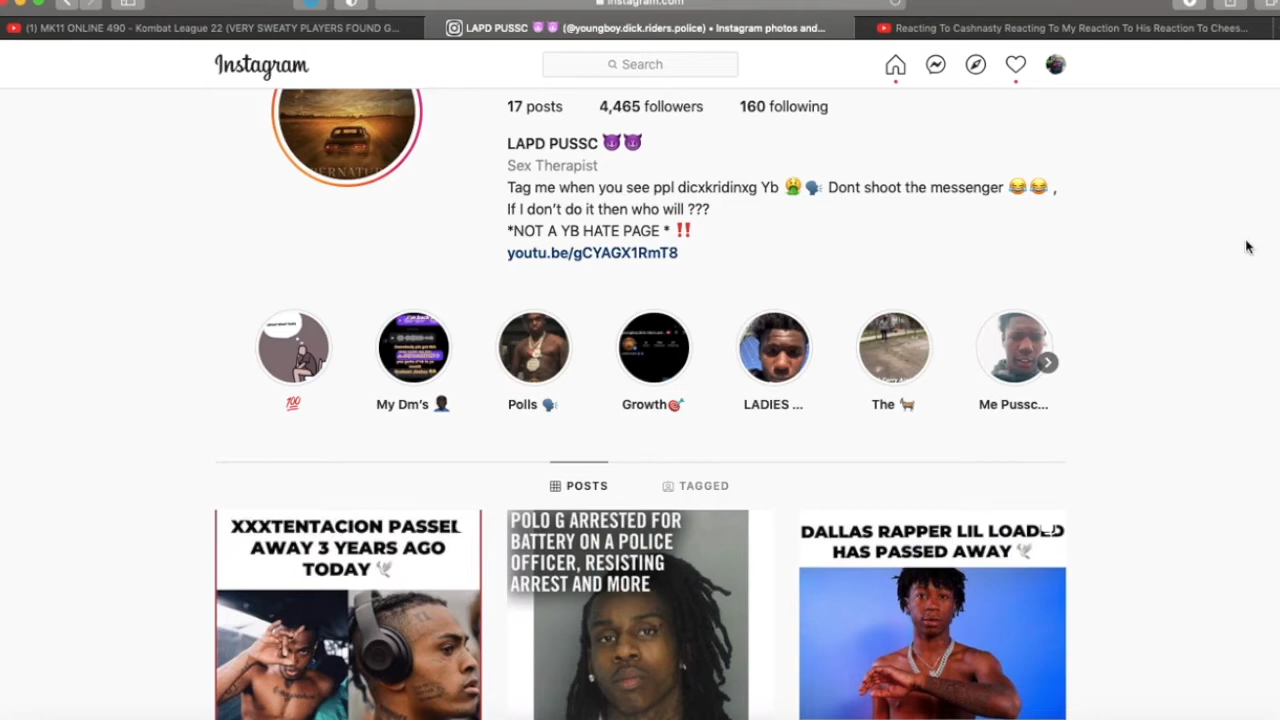 instagram.com
(1) MK11 ONLINE 490 - Kombat League 22 (VERY SWEATY PLAYERS FOUND G...
LAPD PUSSC 😈😈 (@youngboy.dick.riders.police) • Instagram photos and...
Reacting To Cashnasty Reacting To My Reaction To His Reaction To Chees...
Instagram
Search
17 posts 4,465 followers 160 following
LAPD PUSSC 😈😈
Sex Therapist
Tag me when you see ppl dicxkridinxg Yb 🤮🗣️ Dont shoot the messenger 😂😂 ,
If I don't do it then who will ???
*NOT A YB HATE PAGE * ‼️
youtu.be/gCYAGX1RmT8
💯
My Dm's 👤
Polls 🗣️
Growth🎯
LADIES ...
The 🐐
Me Pussc...
POSTS
TAGGED
XXXTENTACION PASSED
AWAY 3 YEARS AGO
TODAY 🕊️
POLO G ARRESTED FOR
BATTERY ON A POLICE
OFFICER, RESISTING
ARREST AND MORE
DALLAS RAPPER LIL LOADED
HAS PASSED AWAY 🕊️